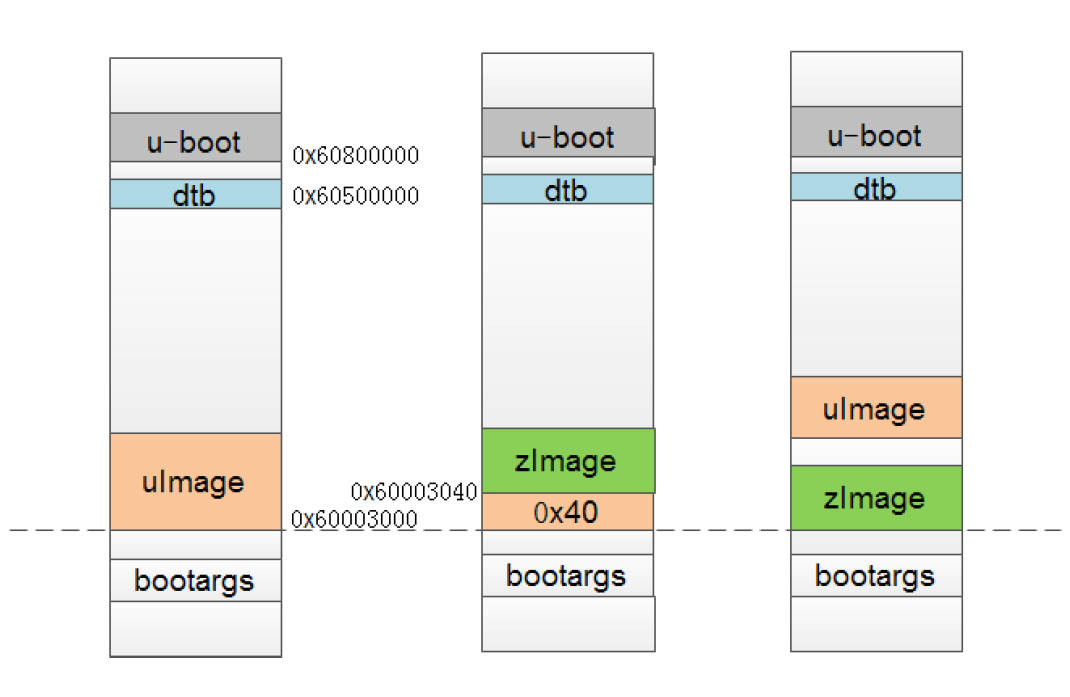 u-boot
0x60800000
dtb
0x60500000
uImage
0x60003000
bootargs
u-boot
dtb
zImage
0x60003040
0x40
bootargs
u-boot
dtb
uImage
zImage
bootargs